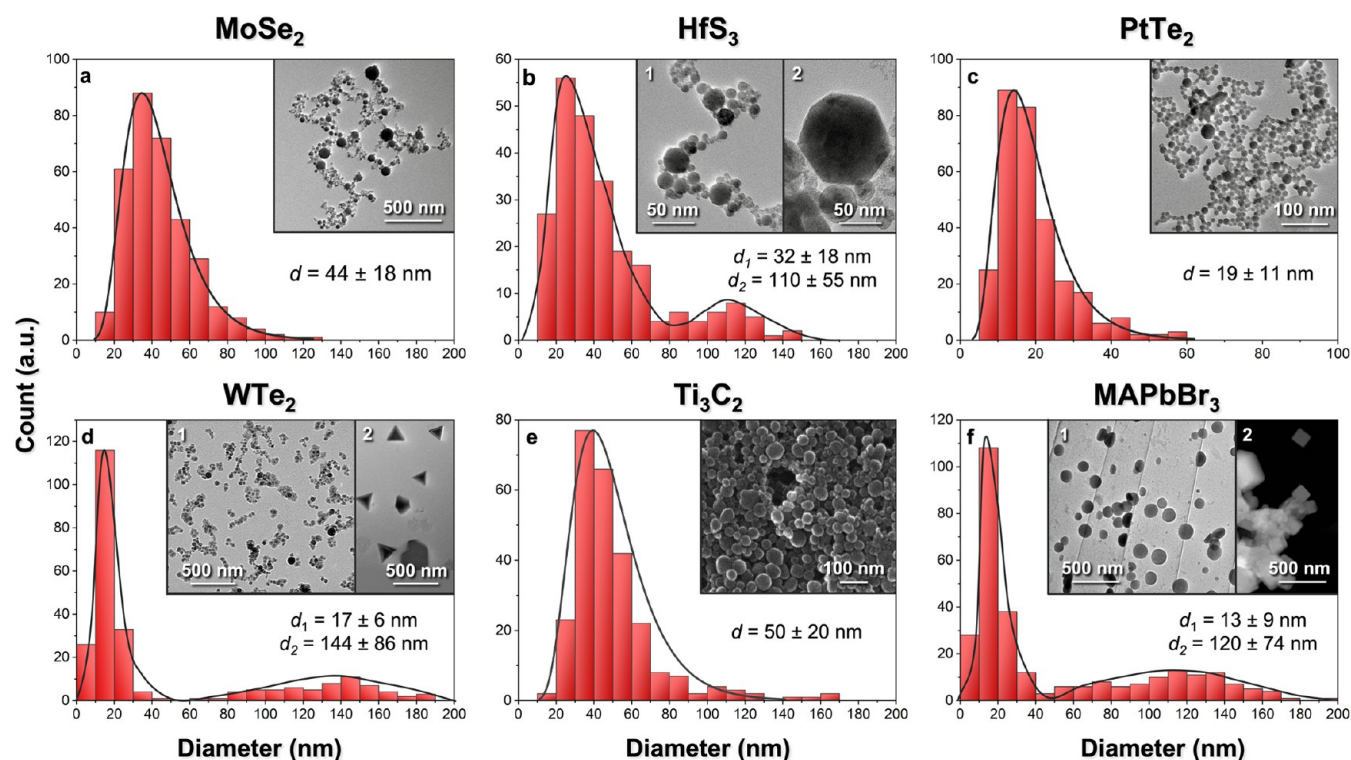 MoSe2
HfS3
PtTe2
Count (a.u.)
a
100
80
60
40
20
0
0 20 40 60 80 100 120 140 160 180 200
500 nm
d = 44 ± 18 nm
b
60
50
40
30
20
10
0
0 20 40 60 80 100 120 140 160 180 200
1
50 nm
2
50 nm
d1 = 32 ± 18 nm
d2 = 110 ± 55 nm
c
100
80
60
40
20
0
0 20 40 60 80 100
100 nm
d = 19 ± 11 nm
WTe2
Ti3C2
MAPbBr3
d
120
100
80
60
40
20
0
0 20 40 60 80 100 120 140 160 180 200
1
500 nm
2
500 nm
d1 = 17 ± 6 nm
d2 = 144 ± 86 nm
e
80
60
40
20
0
0 20 40 60 80 100 120 140 160 180 200
100 nm
d = 50 ± 20 nm
f
120
100
80
60
40
20
0
0 20 40 60 80 100 120 140 160 180 200
1
500 nm
2
500 nm
d1 = 13 ± 9 nm
d2 = 120 ± 74 nm
Diameter (nm)
Diameter (nm)
Diameter (nm)